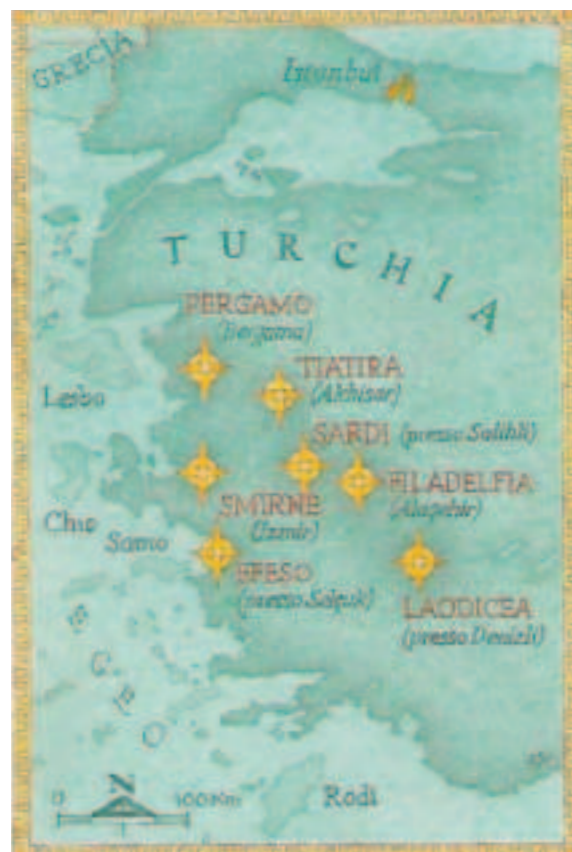 GRECIA
Istanbul
TURCHIA
PERGAMO
(Bergama)
TIATIRA
(Akhisar)
Lesbo
SARDI (presso Salihli)
FILADELFIA
(Alaşehir)
SMIRNE
(Izmir)
Chio
Samo
EFESO
(presso Selçuk)
LAODICEA
(presso Denizli)
EGEO
N
0 100 Km
Rodi